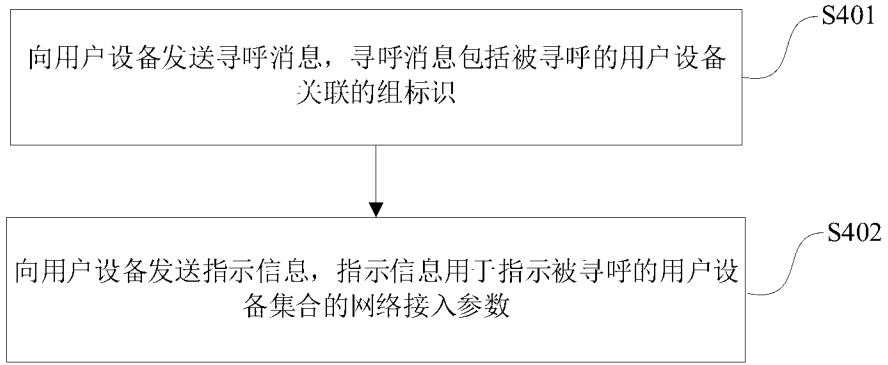 S401
向用户设备发送寻呼消息，寻呼消息包括被寻呼的用户设备
关联的组标识
S402
向用户设备发送指示信息，指示信息用于指示被寻呼的用户设
备集合的网络接入参数